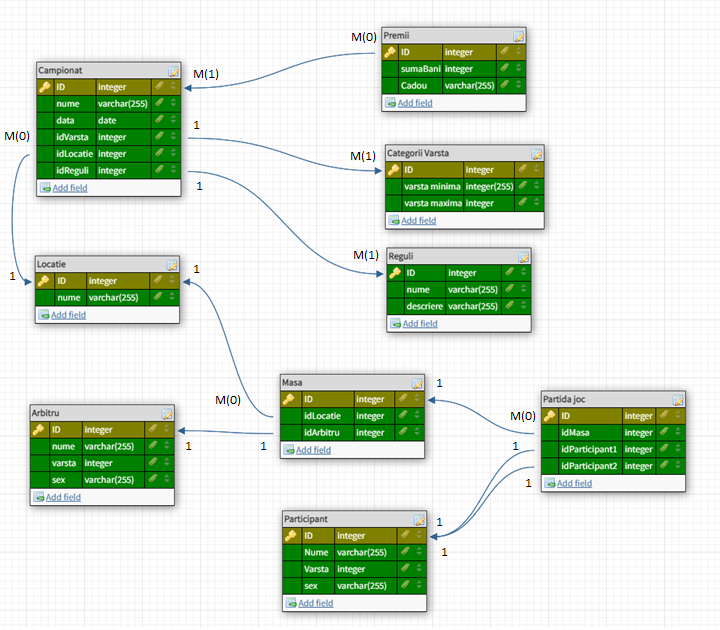 M(0)
Premii
ID integer
sumaBani integer
Cadou varchar(255)
Add field
M(1)
Campionat
ID integer
nume varchar(255)
data date
idVarsta integer
idLocatie integer
idReguli integer
Add field
M(0)
1
M(1)
Categorii Varsta
ID integer
varsta minima integer(255)
varsta maxima integer
Add field
1
M(1)
Reguli
ID integer
nume varchar(255)
descriere varchar(255)
Add field
1
Locatie
ID integer
nume varchar(255)
Add field
1
M(0)
Masa
ID integer
idLocatie integer
idArbitru integer
Add field
1
1
Arbitru
ID integer
nume varchar(255)
varsta integer
sex varchar(255)
Add field
1
M(0)
Partida joc
ID integer
idMasa integer
idParticipant1 integer
idParticipant2 integer
Add field
1
1
Participant
ID integer
Nume varchar(255)
Varsta integer
sex varchar(255)
Add field
1
1